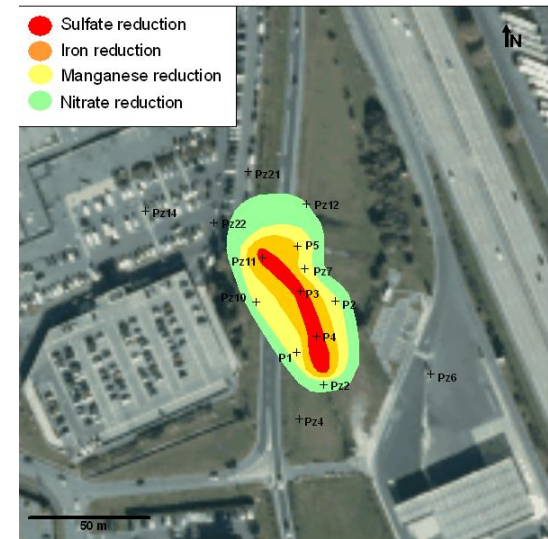 Sulfate reduction
Iron reduction
Manganese reduction
Nitrate reduction
N
Pz21
Pz14
Pz12
Pz22
P5
Pz11
Pz7
Pz10
P3
P2
P4
P1
Pz2
Pz6
Pz4
50 m